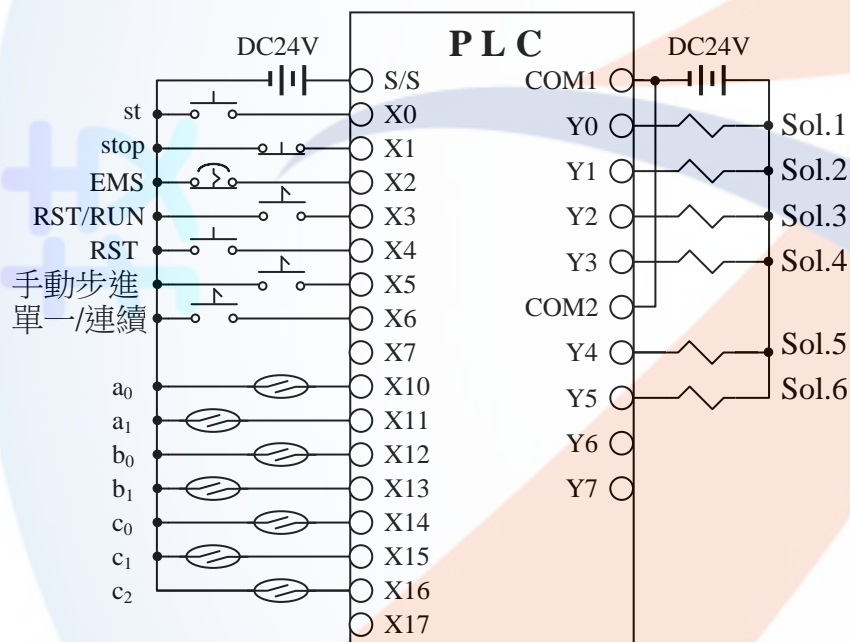 PLC
DC24V
DC24V
S/S
COM1
st
X0
Y0
Sol.1
stop
X1
Y1
Sol.2
EMS
X2
RST/RUN
X3
Y2
Sol.3
RST
X4
Y3
Sol.4
手動步進
X5
單一/連續
X6
COM2
X7
Y4
Sol.5
a₀
X10
Y5
Sol.6
a₁
X11
Y6
b₀
X12
b₁
X13
Y7
c₀
X14
c₁
X15
c₂
X16
X17